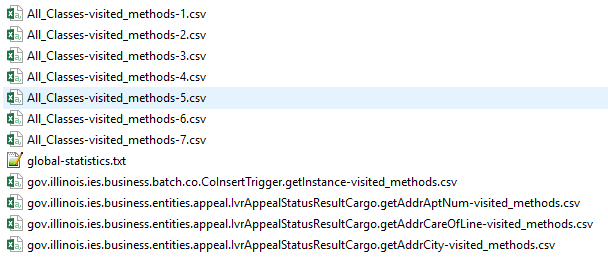 All_Classes-visited_methods-1.csv
All_Classes-visited_methods-2.csv
All_Classes-visited_methods-3.csv
All_Classes-visited_methods-4.csv
All_Classes-visited_methods-5.csv
All_Classes-visited_methods-6.csv
All_Classes-visited_methods-7.csv
global-statistics.txt
gov.illinois.ies.business.batch.co.CoInsertTrigger.getInstance-visited_methods.csv
gov.illinois.ies.business.entities.appeal.IvrAppealStatusResultCargo.getAddrAptNum-visited_methods.csv
gov.illinois.ies.business.entities.appeal.IvrAppealStatusResultCargo.getAddrCareOfLine-visited_methods.csv
gov.illinois.ies.business.entities.appeal.IvrAppealStatusResultCargo.getAddrCity-visited_methods.csv